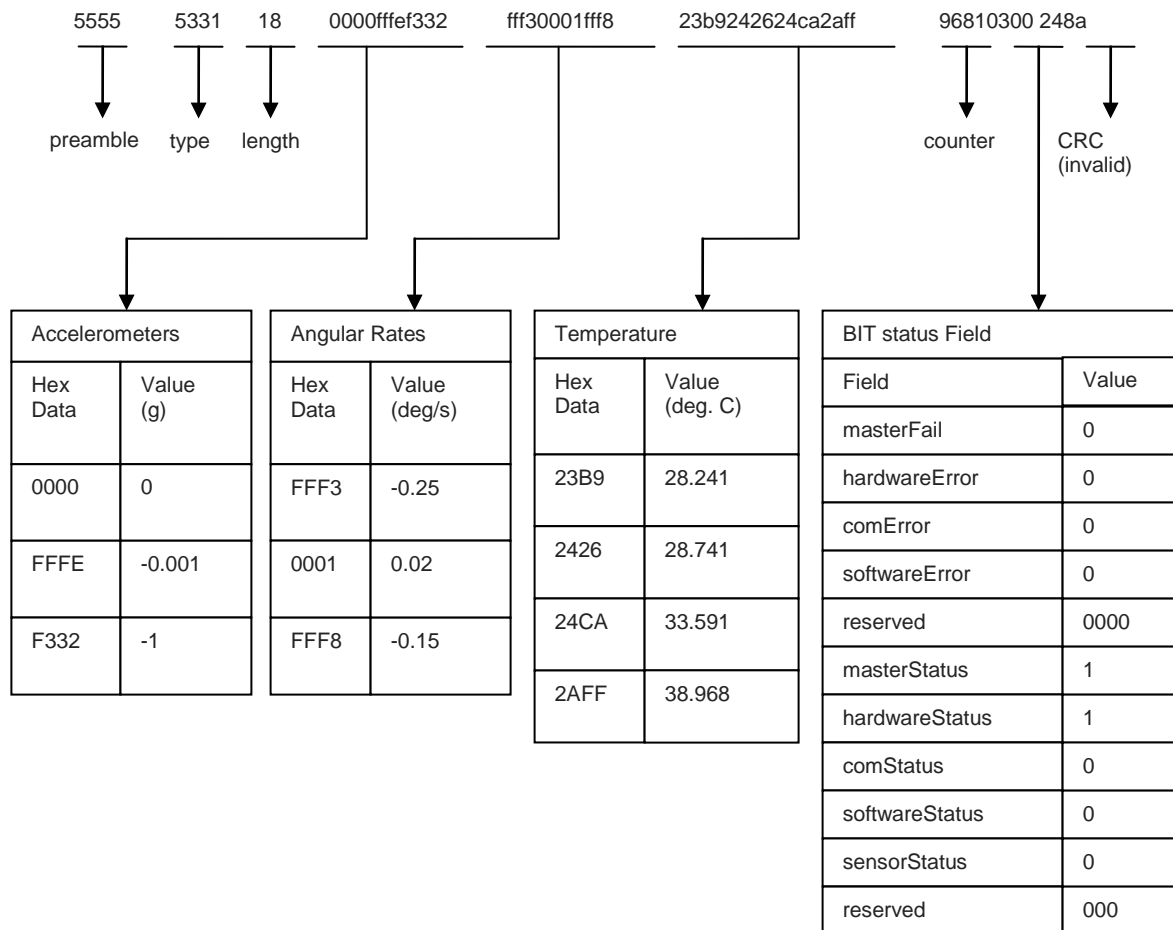 5555 5331 18 0000fffef332 fff30001fff8 23b9242624ca2aff 96810300 248a
preamble type length counter CRC
(invalid)
Accelerometers
Hex Data Value (g)
0000 0
FFFE -0.001
F332 -1
Angular Rates
Hex Data Value (deg/s)
FFF3 -0.25
0001 0.02
FFF8 -0.15
Temperature
Hex Data Value (deg. C)
23B9 28.241
2426 28.741
24CA 33.591
2AFF 38.968
BIT status Field
Field Value
masterFail 0
hardwareError 0
comError 0
softwareError 0
reserved 0000
masterStatus 1
hardwareStatus 1
comStatus 0
softwareStatus 0
sensorStatus 0
reserved 000